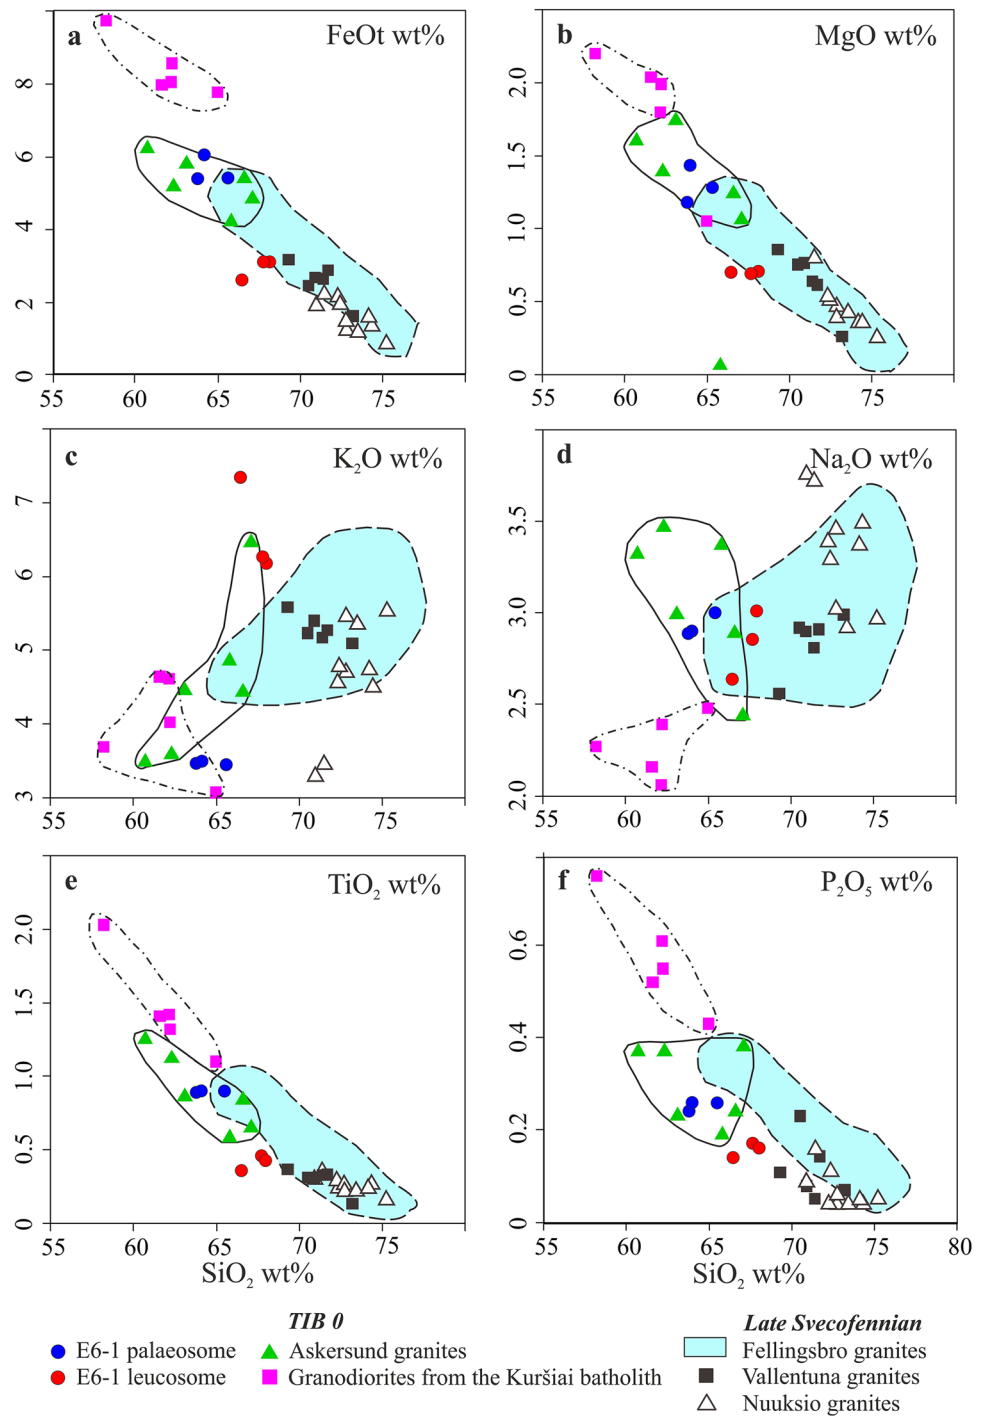 a FeOt wt%
8
6
4
2
0
55 60 65 70 75
b MgO wt%
2.0
1.5
1.0
0.5
0
55 60 65 70 75
c K₂O wt%
7
6
5
4
3
55 60 65 70 75
d Na₂O wt%
3.5
3.0
2.5
2.0
55 60 65 70 75
e TiO₂ wt%
2.0
1.5
1.0
0.5
0
55 60 65 70 75
SiO₂ wt%
f P₂O₅ wt%
0.6
0.4
0.2
0
55 60 65 70 75 80
SiO₂ wt%
TIB 0
E6-1 palaeosome
Askersund granites
E6-1 leucosome
Granodiorites from the Kuršiai batholith
Late Svecofennian
Fellingsbro granites
Vallentuna granites
Nuuksio granites